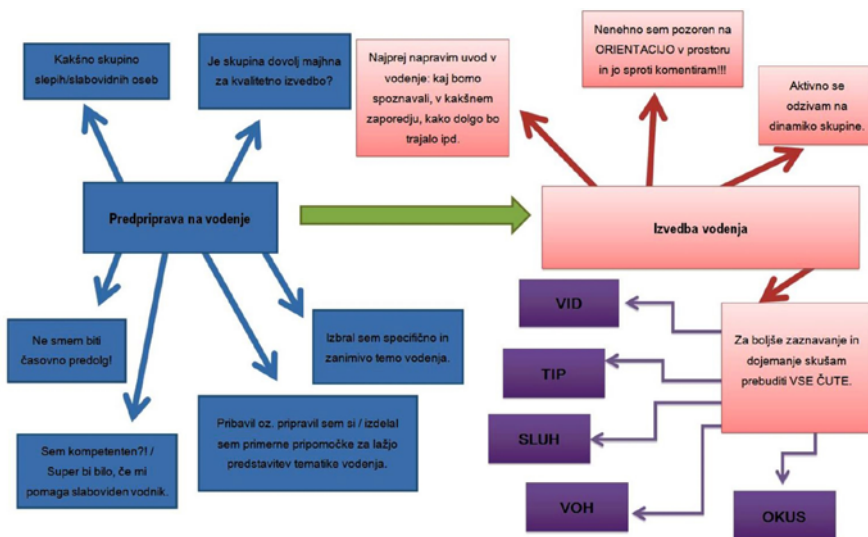 Kakšno skupino
slepih/slabovidnih oseb
Je skupina dovolj majhna
za kvalitetno izvedbo?
Najprej napravim uvod v
vodenje: kaj bomo
spoznavali, v kakšnem
zaporedju, kako dolgo bo
trajalo ipd.
Nenehno sem pozoren na
ORIENTACIJO v prostoru
in jo sproti komentiram!!!
Aktivno se
odzivam na
dinamiko skupine.
Predpriprava na vodenje
Izvedba vodenja
Ne smem biti
časovno predolg!
Izbral sem specifično in
zanimivo temo vodenja.
Sem kompetenten?! /
Super bi bilo, če mi
pomaga slaboviden vodnik.
Pribavil oz. pripravil sem si / izdelal
sem primerne pripomočke za lažjo
predstavitev tematike vodenja.
Za boljše zaznavanje in
dojemanje skušam
prebuditi VSE ČUTE.
VID
TIP
SLUH
VOH
OKUS